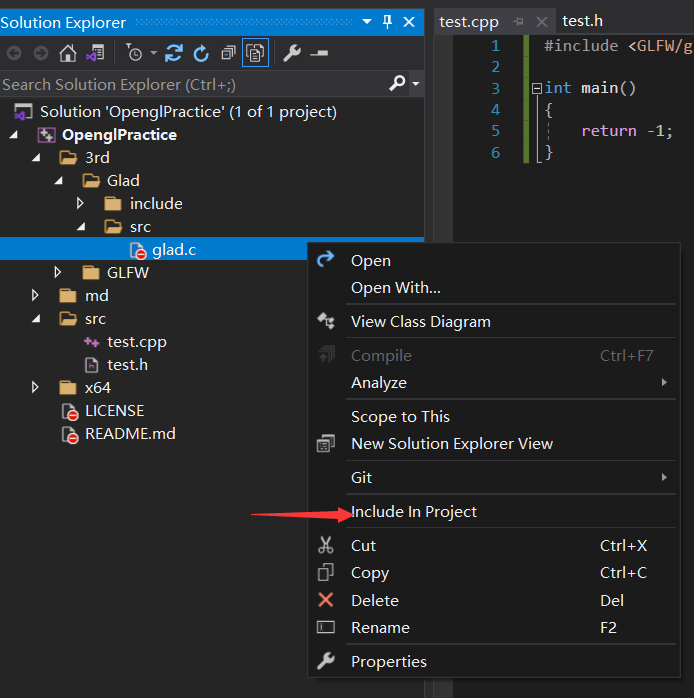 Solution Explorer
Search Solution Explorer (Ctrl+;)
Solution 'OpenglPractice' (1 of 1 project)
OpenglPractice
3rd
Glad
include
src
glad.c
GLFW
md
src
test.cpp
test.h
x64
LICENSE
README.md
test.cpp
test.h
1 #include <GLFW/g
2
3 int main()
4 {
5 return -1;
6 }
Open
Open With...
View Class Diagram
Compile Ctrl+F7
Analyze
Scope to This
New Solution Explorer View
Git
Include In Project
Cut Ctrl+X
Copy Ctrl+C
Delete Del
Rename F2
Properties